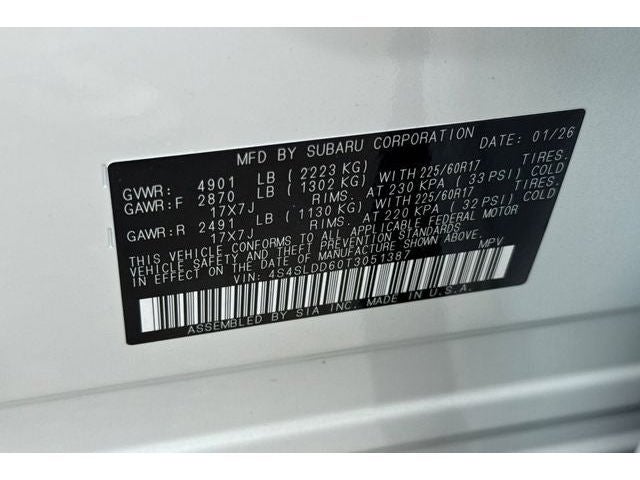 MFD BY SUBARU CORPORATION DATE: 01/26
GVWR: 4901 LB (2223 KG)
GAWR:F 2870 LB (1302 KG) WITH 225/60R17 TIRES.
17X7J RIMS. AT 230 KPA (33 PSI) COLD
GAWR:R 2491 LB (1130 KG) WITH 225/60R17 TIRES.
17X7J RIMS. AT 220 KPA (32 PSI) COLD
THIS VEHICLE CONFORMS TO ALL APPLICABLE FEDERAL MOTOR
VEHICLE SAFETY AND THEFT PREVENTION STANDARDS
IN EFFECT ON THE DATE OF MANUFACTURE SHOWN ABOVE.
VIN: 4S4SLDD60T3051387 MPV
ASSEMBLED BY SIA INC. MADE IN U.S.A.